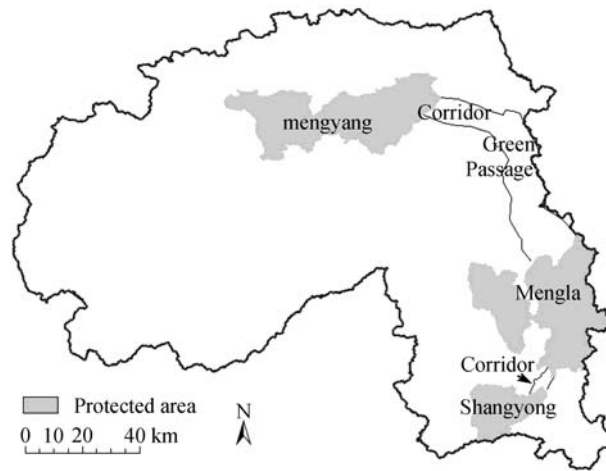 mengyang
Corridor
Green
Passage
Mengla
Corridor
Shangyong
Protected area
N
0 10 20 40 km